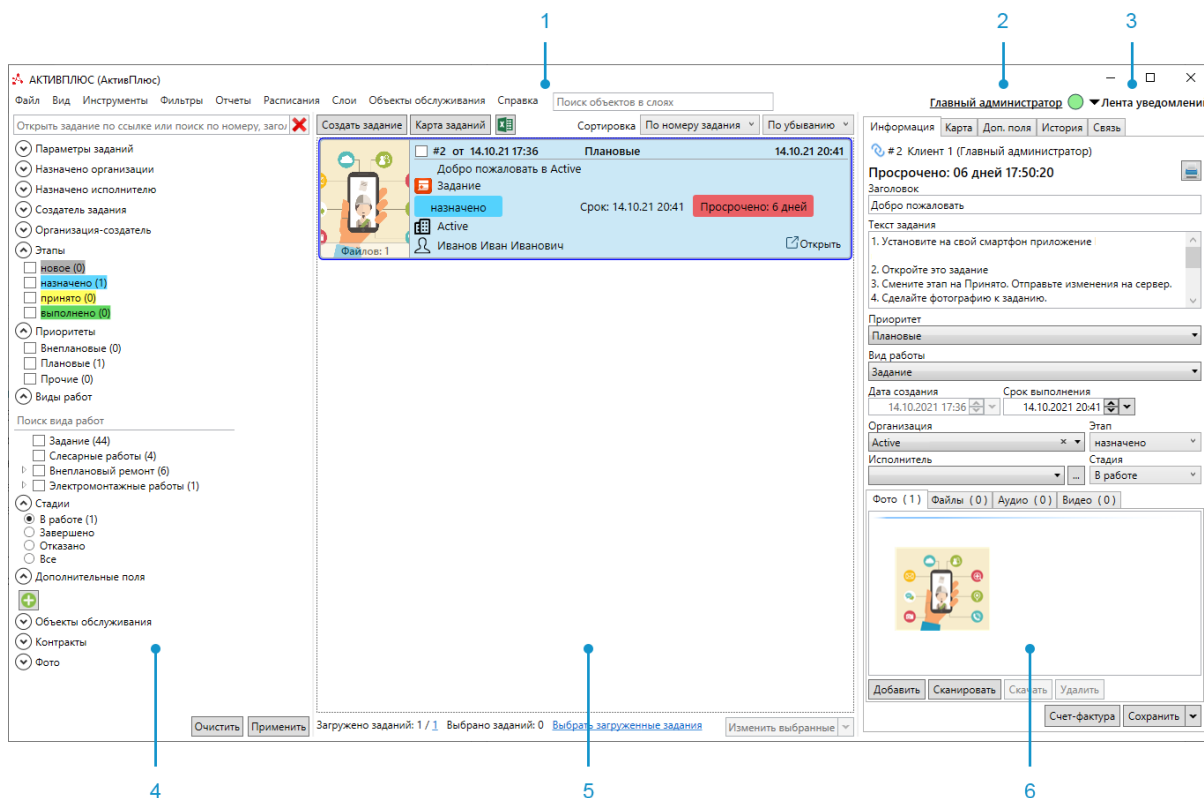 1
2
3
АКТИВПЛЮС (АктивПлюс)
Файл Вид Инструменты Фильтры Отчеты Расписания Слои Объекты обслуживания Справка Поиск объектов в слоях
Главный администратор Лента уведомлений
Открыть задание по ссылке или поиск по номеру, загол
Параметры заданий
Назначено организации
Назначено исполнителю
Создатель задания
Организация-создатель
Этапы
новое (0)
назначено (1)
принято (0)
выполнено (0)
Приоритеты
Внеплановые (0)
Плановые (1)
Прочие (0)
Виды работ
Поиск вида работ
Задание (44)
Слесарные работы (4)
Внеплановый ремонт (6)
Электромонтажные работы (1)
Стадии
В работе (1)
Завершено
Отказано
Все
Дополнительные поля
Объекты обслуживания
Контракты
Фото
Очистить Применить
Создать задание Карта заданий Сортировка По номеру задания По убыванию
#2 от 14.10.21 17:36 Плановые 14.10.21 20:41
Добро пожаловать в Active
Задание
назначено Срок: 14.10.21 20:41 Просрочено: 6 дней
Active
Иванов Иван Иванович Открыть
Файлов: 1
Загружено заданий: 1 / 1 Выбрано заданий: 0 Выбрать загруженные задания Изменить выбранные
Информация Карта Доп. поля История Связь
# 2 Клиент 1 (Главный администратор)
Просрочено: 06 дней 17:50:20
Заголовок
Добро пожаловать
Текст задания
1. Установите на свой смартфон приложение
2. Откройте это задание
3. Смените этап на Принято. Отправьте изменения на сервер.
4. Сделайте фотографию к заданию.
Приоритет
Плановые
Вид работы
Задание
Дата создания Срок выполнения
14.10.2021 17:36 14.10.2021 20:41
Организация Этап
Active назначено
Исполнитель Стадия
... В работе
Фото (1) Файлы (0) Аудио (0) Видео (0)
Добавить Сканировать Скачать Удалить
Счет-фактура Сохранить
4
5
6